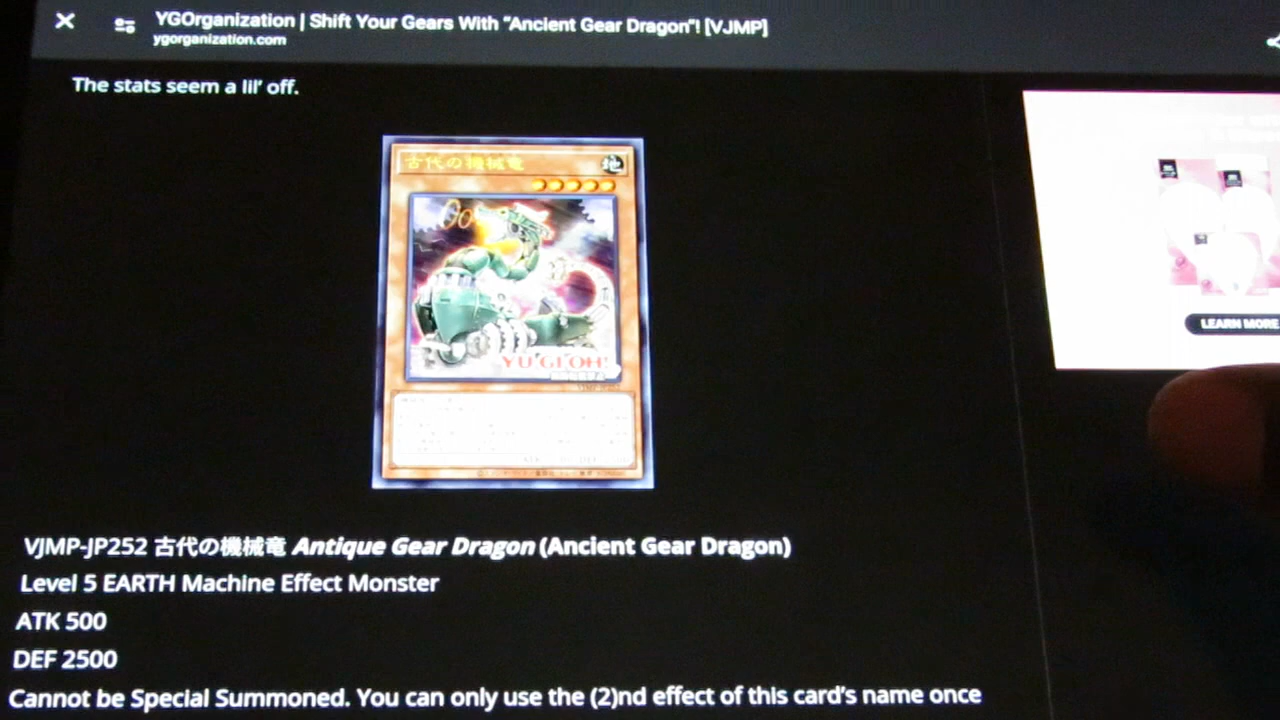 YGOrganization | Shift Your Gears With “Ancient Gear Dragon”! [VJMP]
ygorganization.com
The stats seem a lil’ off.
古代の機械竜
地
YU-GI-OH!
LEARN MORE
VJMP-JP252 古代の機械竜 Antique Gear Dragon (Ancient Gear Dragon)
Level 5 EARTH Machine Effect Monster
ATK 500
DEF 2500
Cannot be Special Summoned. You can only use the (2)nd effect of this card’s name once